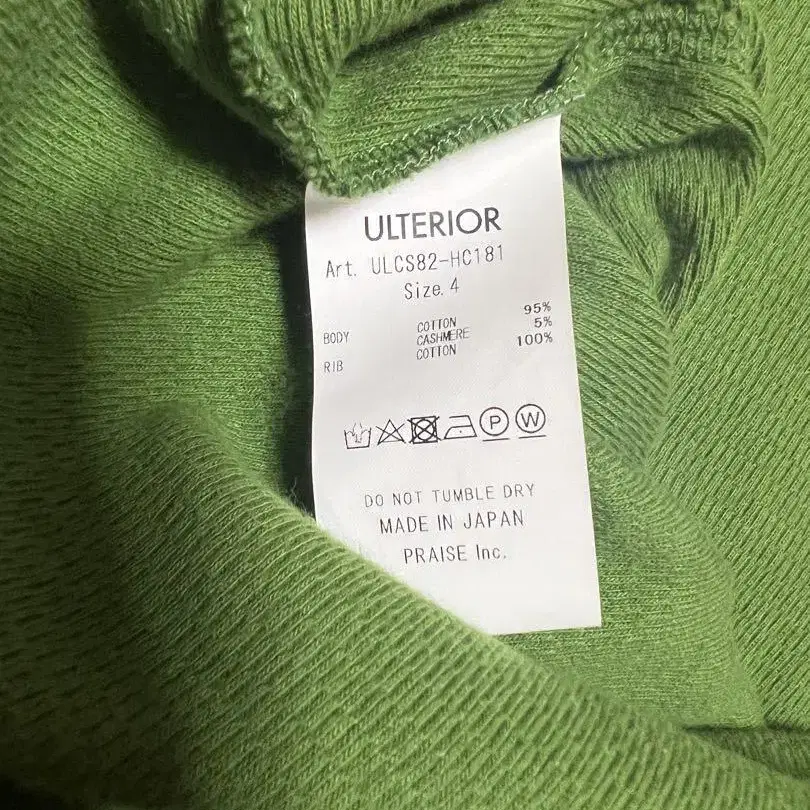 ULTERIOR
Art. ULCS82-HC181
Size. 4
BODY COTTON 95%
CASHMERE 5%
RIB COTTON 100%
P W
DO NOT TUMBLE DRY
MADE IN JAPAN
PRAISE Inc.